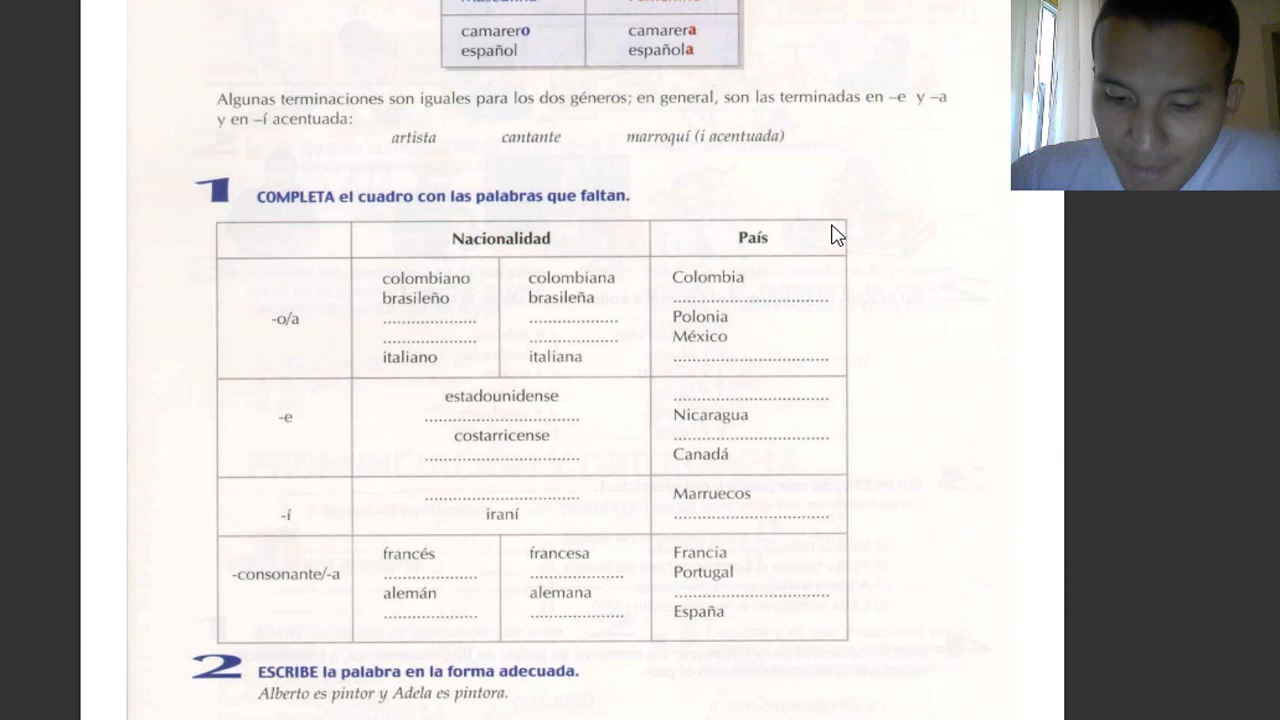 camarero camarera
español española
Algunas terminaciones son iguales para los dos géneros; en general, son las terminadas en –e y –a
y en –í acentuada:
artista cantante marroquí (i acentuada)
1 COMPLETA el cuadro con las palabras que faltan.
Nacionalidad País
colombiano colombiana Colombia
brasileño brasileña ........................................
-o/a
........................ ........................ Polonia
........................ ........................ México
italiano italiana ........................................
estadounidense ........................................
-e
........................................ Nicaragua
costarricense ........................................
........................................ Canadá
........................................ Marruecos
-í iraní ........................................
francés francesa Francia
-consonante/-a
........................ ........................ Portugal
alemán alemana ........................................
........................ ........................ España
2 ESCRIBE la palabra en la forma adecuada.
Alberto es pintor y Adela es pintora.